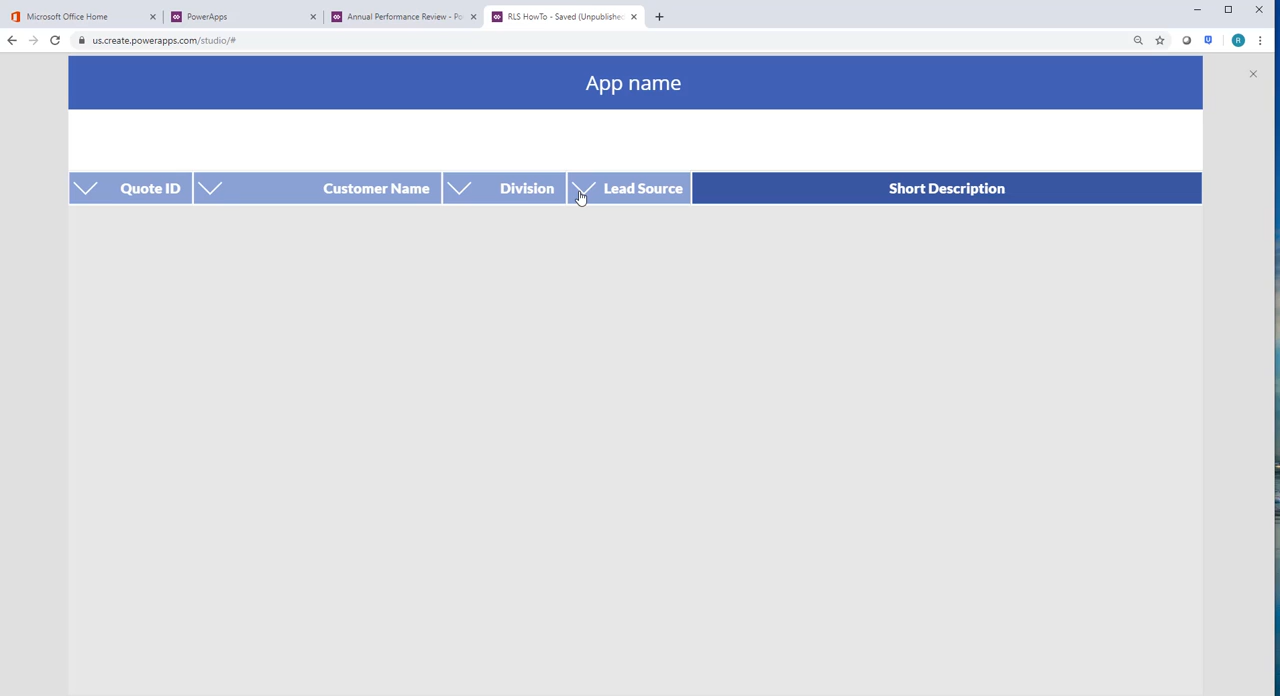 Microsoft Office Home
PowerApps
Annual Performance Review - Po
RLS HowTo - Saved (Unpublished
us.create.powerapps.com/studio/#
R
App name
Quote ID
Customer Name
Division
Lead Source
Short Description